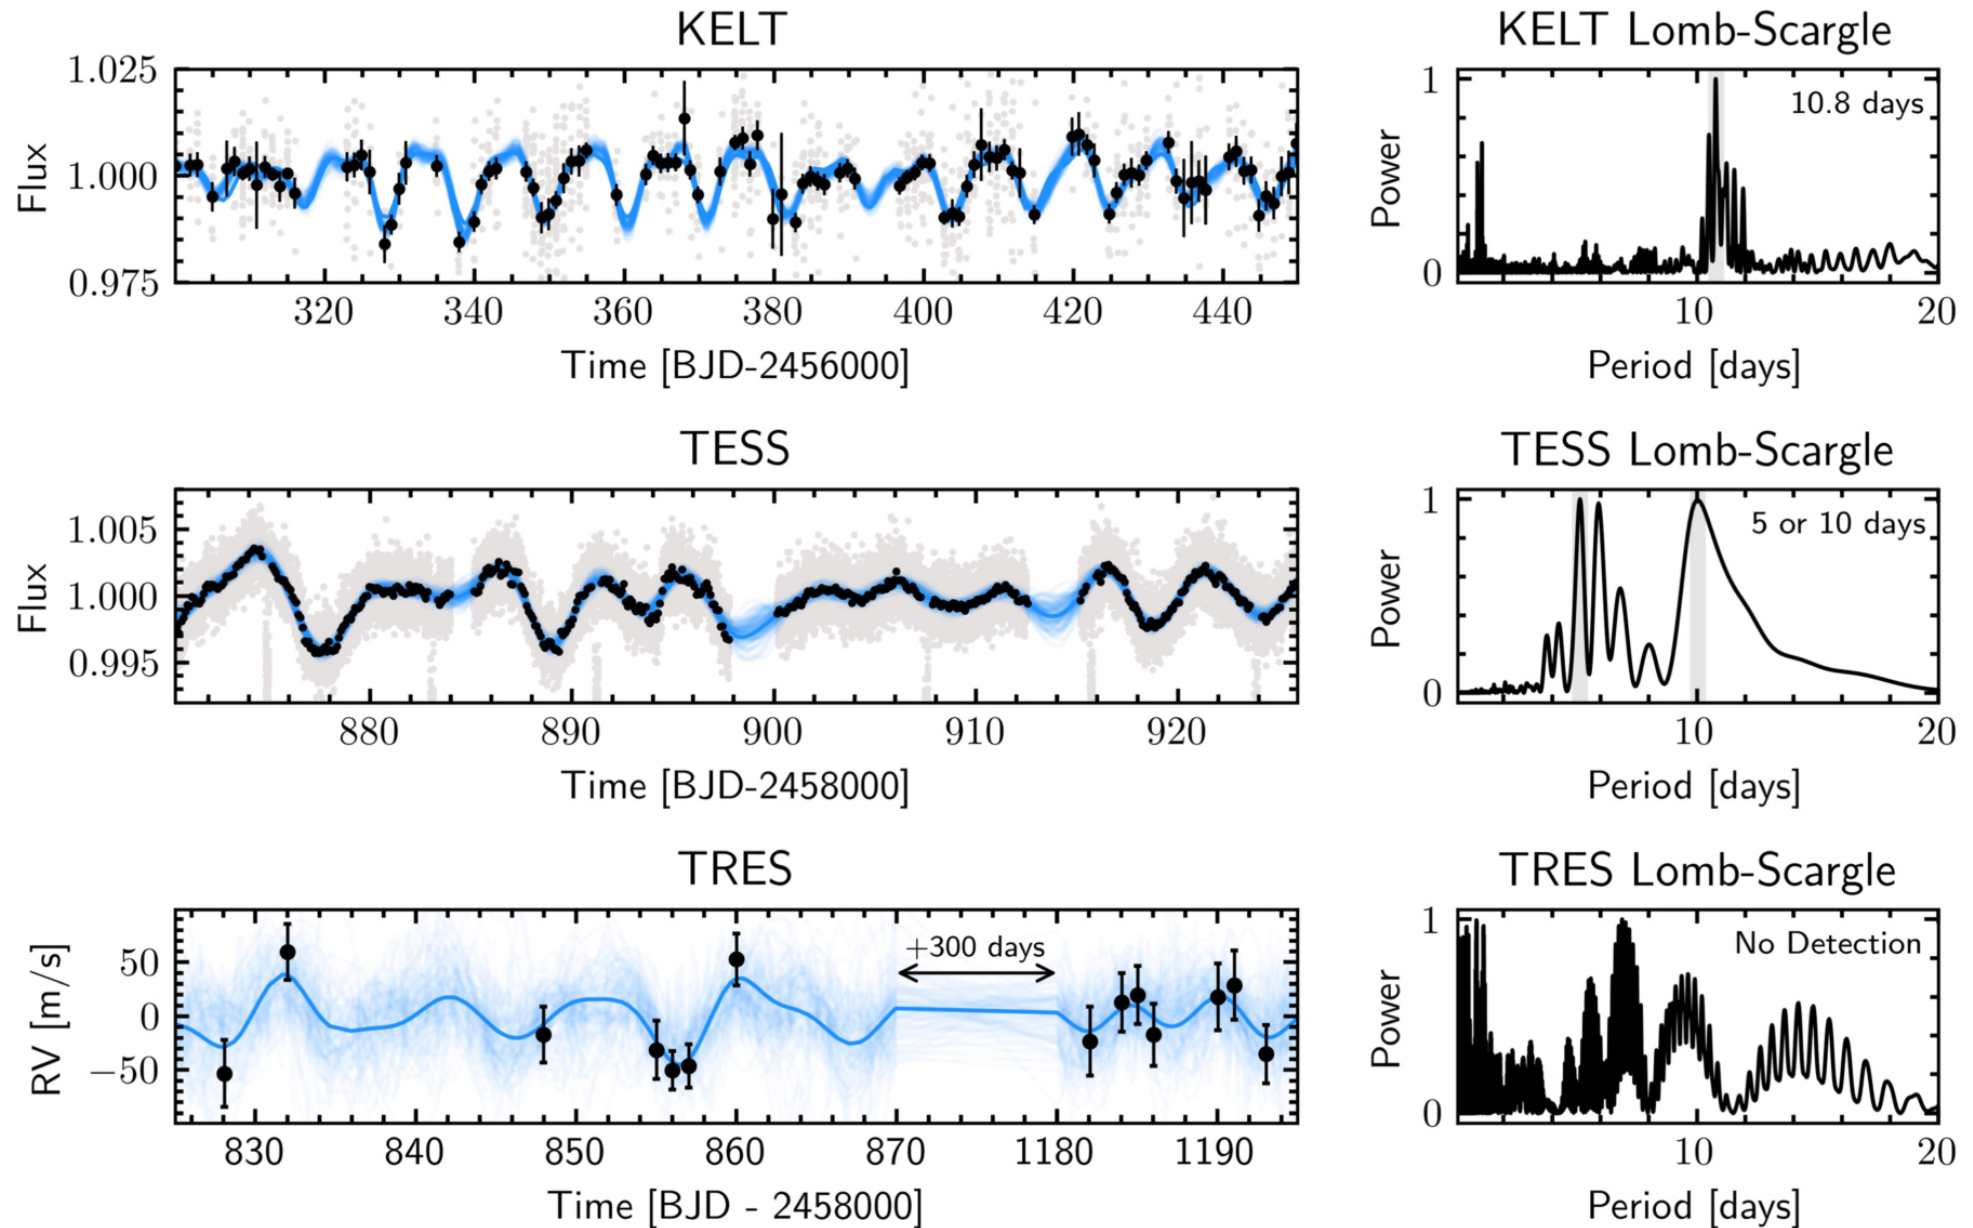 KELT
KELT Lomb-Scargle
1.025
1.000
0.975
Flux
320 340 360 380 400 420 440
Time [BJD-2456000]
1
0
Power
10.8 days
10 20
Period [days]
TESS
TESS Lomb-Scargle
1.005
1.000
0.995
Flux
880 890 900 910 920
Time [BJD-2458000]
1
0
Power
5 or 10 days
10 20
Period [days]
TRES
TRES Lomb-Scargle
50
0
−50
RV [m/s]
+300 days
830 840 850 860 870 1180 1190
Time [BJD - 2458000]
1
0
Power
No Detection
10 20
Period [days]